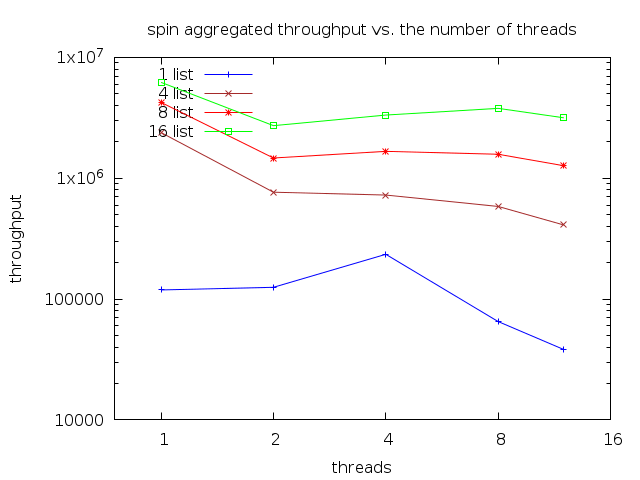 spin aggregated throughput vs. the number of threads
1x10^7
1x10^6
100000
10000
throughput
1 list
4 list
8 list
16 list
1 2 4 8 16
threads